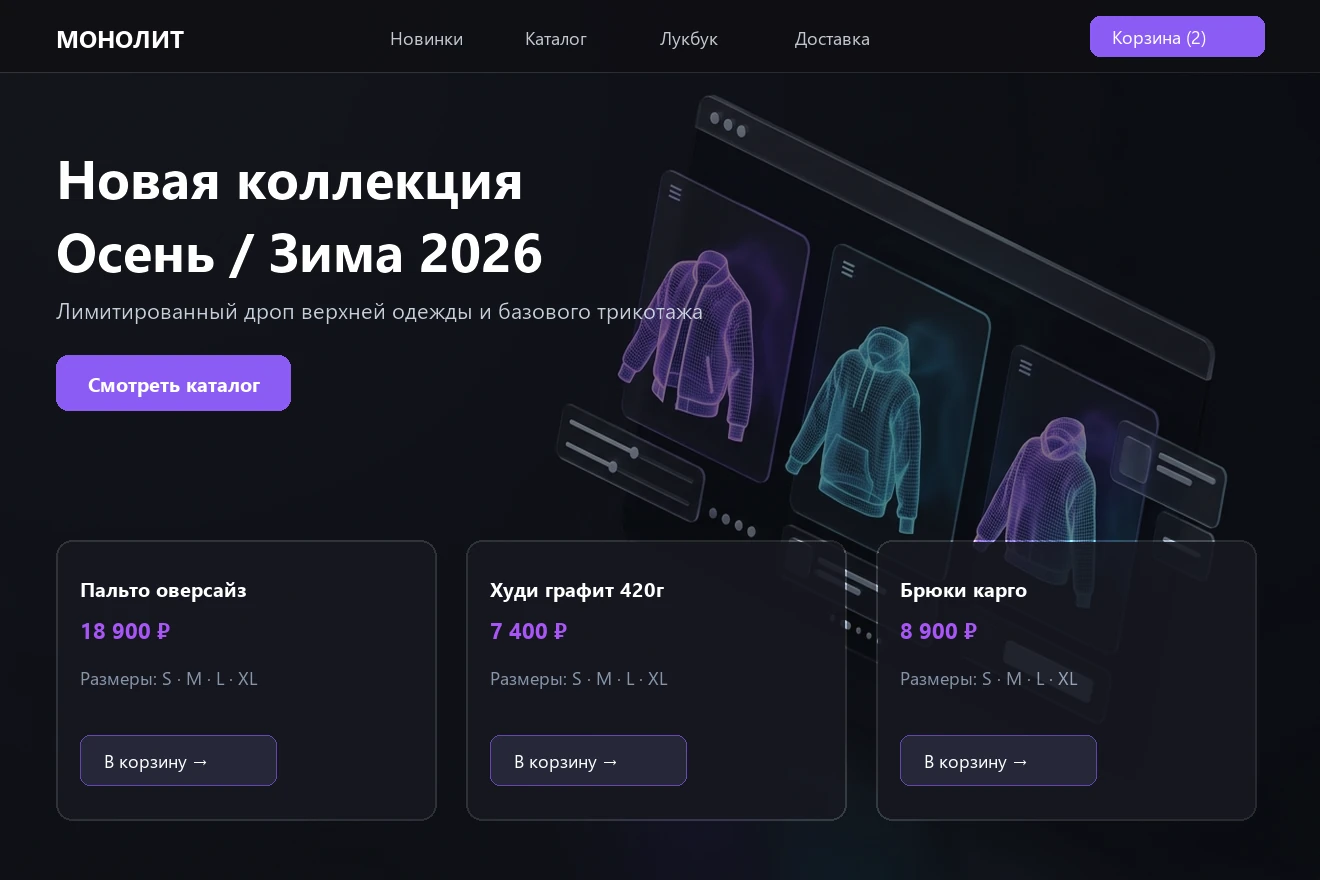 МОНОЛИТ
Новинки
Каталог
Лукбук
Доставка
Корзина (2)
Новая коллекция
Осень / Зима 2026
Лимитированный дроп верхней одежды и базового трикотажа
Смотреть каталог
Пальто оверсайз
18 900 ₽
Размеры: S · M · L · XL
В корзину →
Худи графит 420г
7 400 ₽
Размеры: S · M · L · XL
В корзину →
Брюки карго
8 900 ₽
Размеры: S · M · L · XL
В корзину →